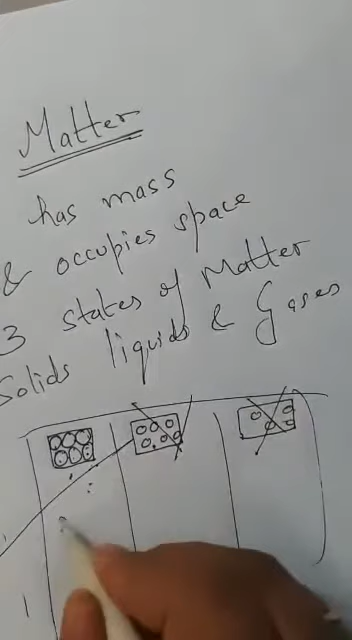 Matter
has mass
& occupies space
3 states of Matter
Solids liquids & Gases